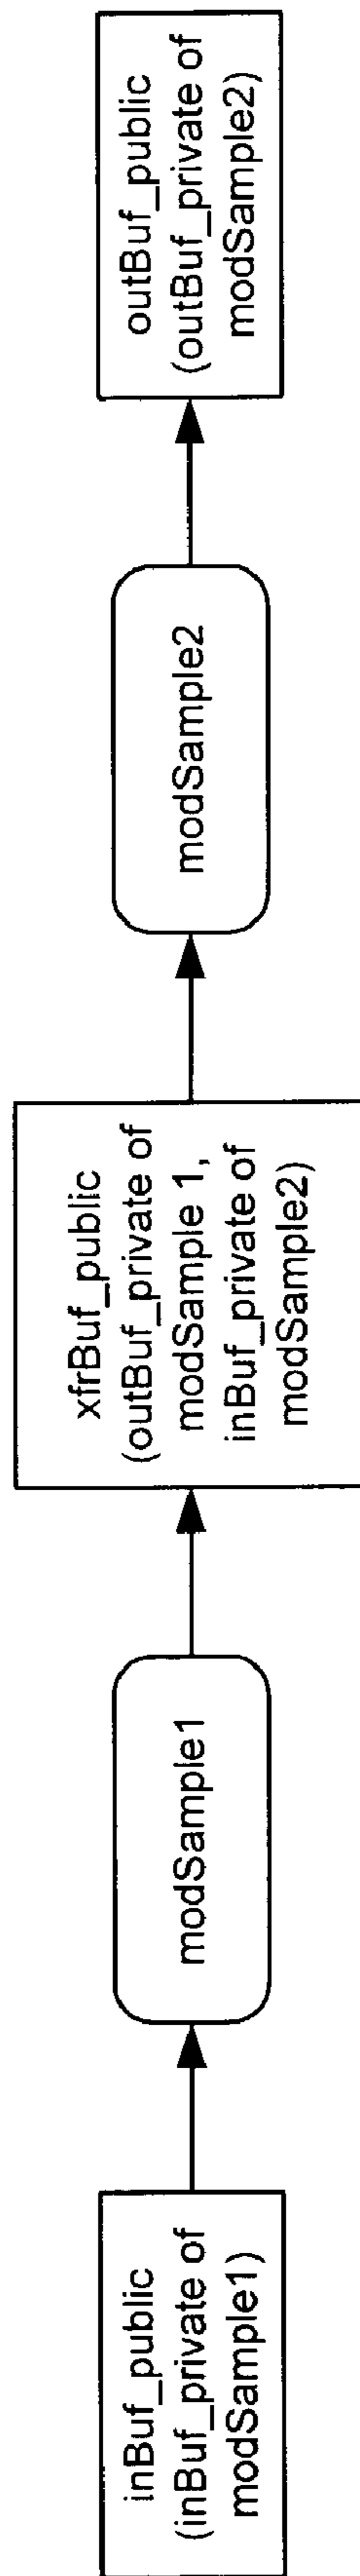 inBuf_public
(inBuf_private of
modSample1)
modSample1
xfrBuf_public
(outBuf_private of
modSample 1,
inBuf_private of
modSample2)
modSample2
outBuf_public
(outBuf_private of
modSample2)